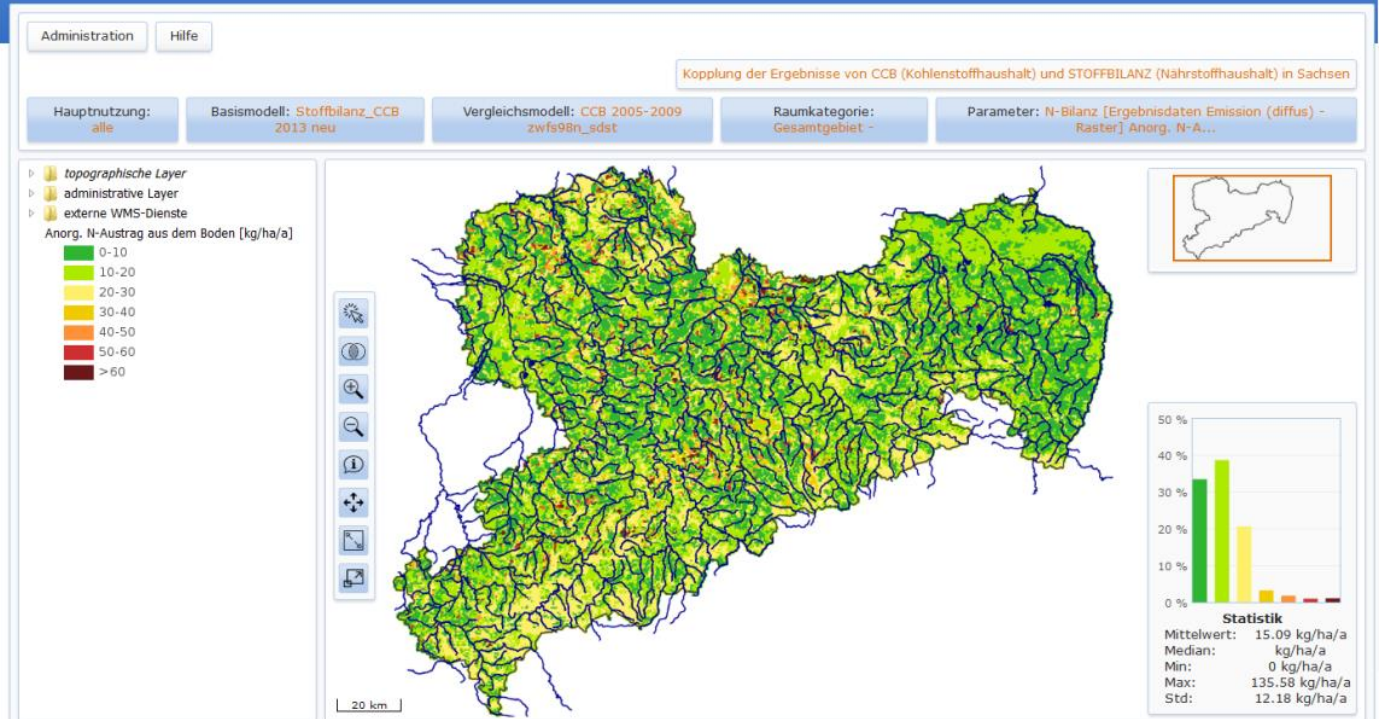 Administration
Hilfe
Kopplung der Ergebnisse von CCB (Kohlenstoffhaushalt) und STOFFBILANZ (Nährstoffhaushalt) in Sachsen
Hauptnutzung:
alle
Basismodell: Stoffbilanz_CCB
2013 neu
Vergleichsmodell: CCB 2005-2009
zwfs98n_sdst
Raumkategorie:
Gesamtgebiet -
Parameter: N-Bilanz [Ergebnisdaten Emission (diffus) -
Raster] Anorg. N-A...
topographische Layer
administrative Layer
externe WMS-Dienste
Anorg. N-Austrag aus dem Boden [kg/ha/a]
0-10
10-20
20-30
30-40
40-50
50-60
>60
20 km
50 %
40 %
30 %
20 %
10 %
0 %
Statistik
Mittelwert: 15.09 kg/ha/a
Median: kg/ha/a
Min: 0 kg/ha/a
Max: 135.58 kg/ha/a
Std: 12.18 kg/ha/a